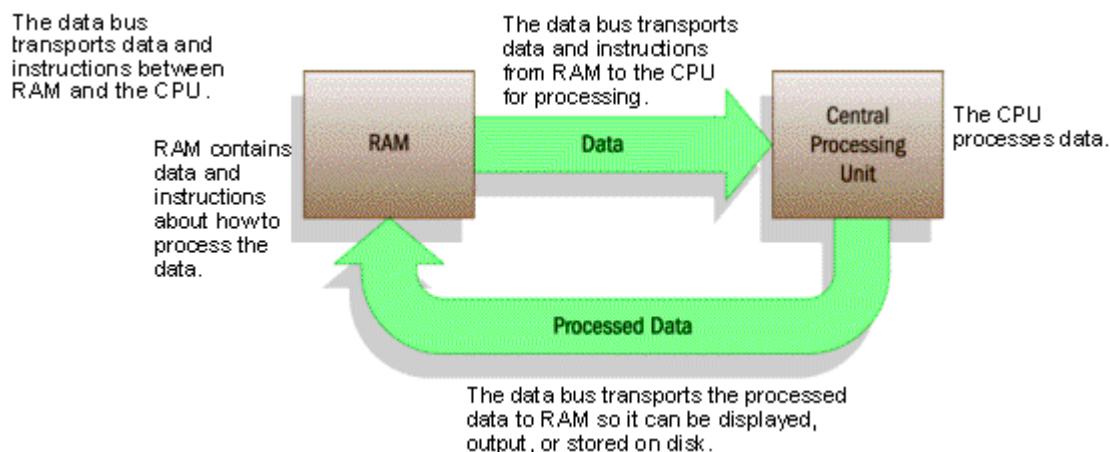 The data bus
transports data and
instructions between
RAM and the CPU.
The data bus transports
data and instructions
from RAM to the CPU
for processing.
RAM
Data
Central
Processing
Unit
The CPU
processes data.
RAM contains
data and
instructions
about howto
process the
data.
Processed Data
The data bus transports the processed
data to RAM so it can be displayed,
output, or stored on disk.